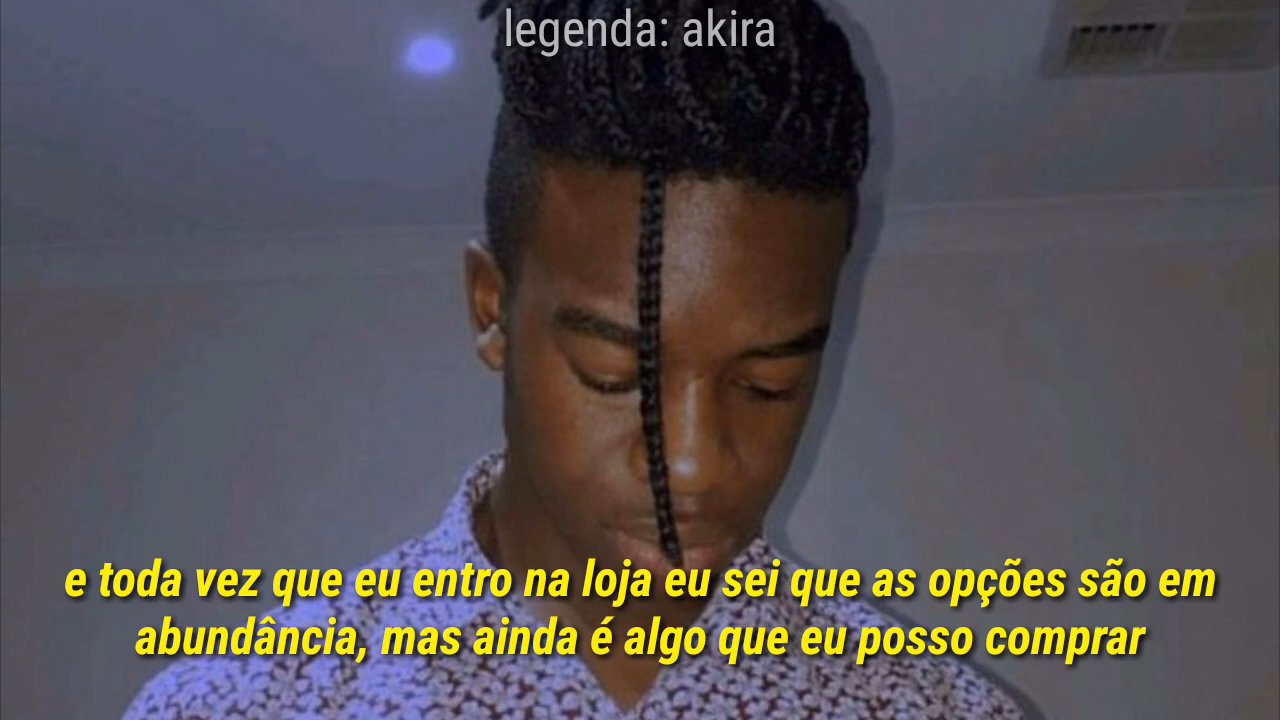 legenda: akira
e toda vez que eu entro na loja eu sei que as opções são em
abundância, mas ainda é algo que eu posso comprar